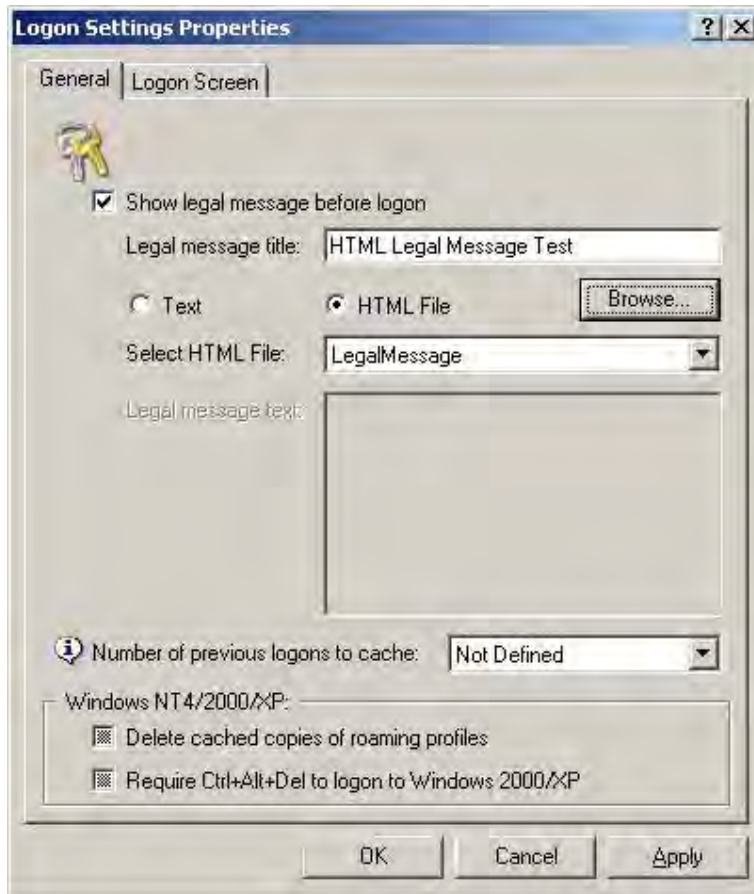 Logon Settings Properties
General Logon Screen
Show legal message before logon
Legal message title: HTML Legal Message Test
Text HTML File Browse...
Select HTML File: LegalMessage
Legal message text:
Number of previous logons to cache: Not Defined
Windows NT4/2000/XP:
Delete cached copies of roaming profiles
Require Ctrl+Alt+Del to logon to Windows 2000/XP
OK Cancel Apply